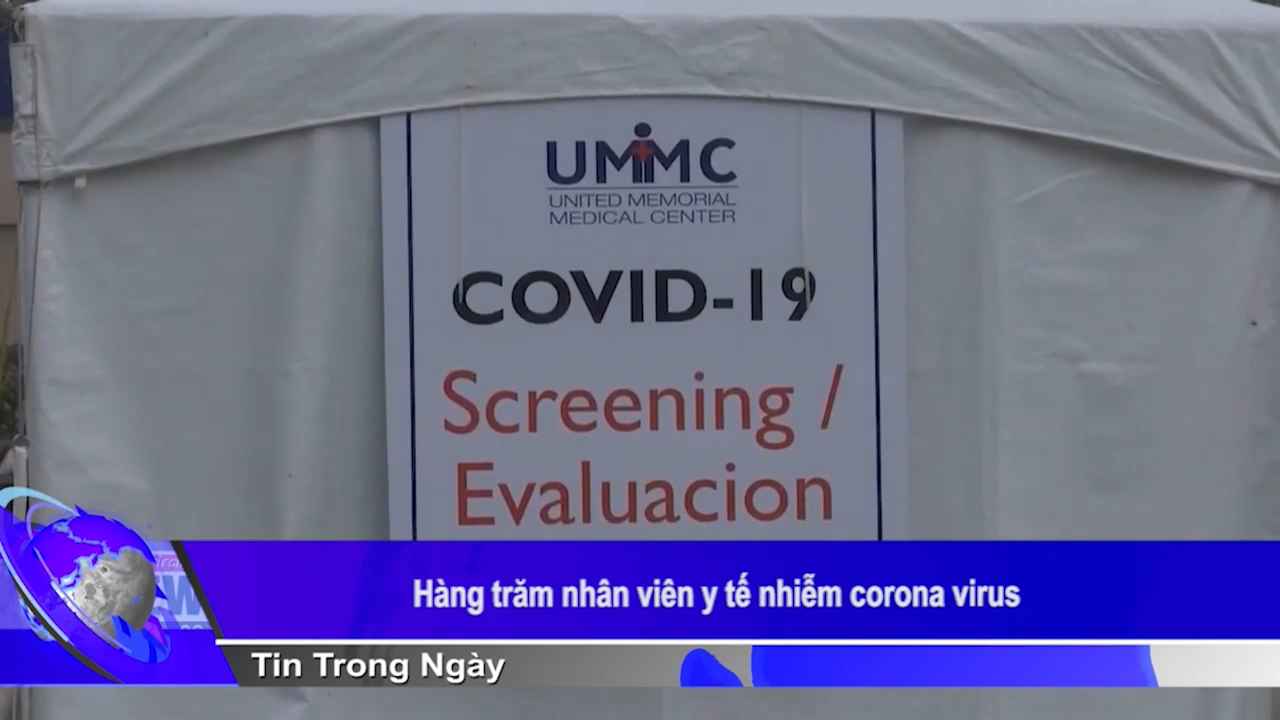 UMMC
UNITED MEMORIAL
MEDICAL CENTER
COVID-19
Screening /
Evaluacion
Hàng trăm nhân viên y tế nhiễm corona virus
Tin Trong Ngày